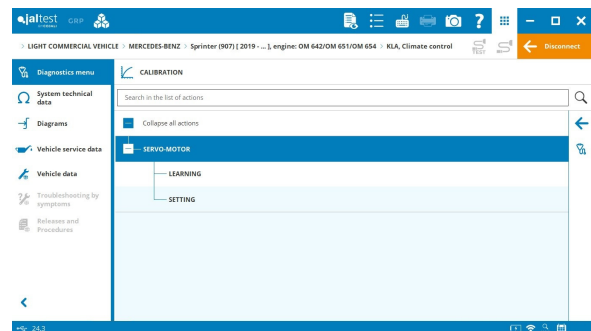 jaltest GRP
> LIGHT COMMERCIAL VEHICLE > MERCEDES-BENZ > Sprinter (907) [ 2019 - ... ], engine: OM 642/OM 651/OM 654 > KLA, Climate control
TEST
Disconnect
Diagnostics menu
CALIBRATION
System technical
data
Search in the list of actions
Diagrams
Collapse all actions
Vehicle service data
SERVO-MOTOR
Vehicle data
LEARNING
Troubleshooting by
symptoms
SETTING
Releases and
Procedures
24.3